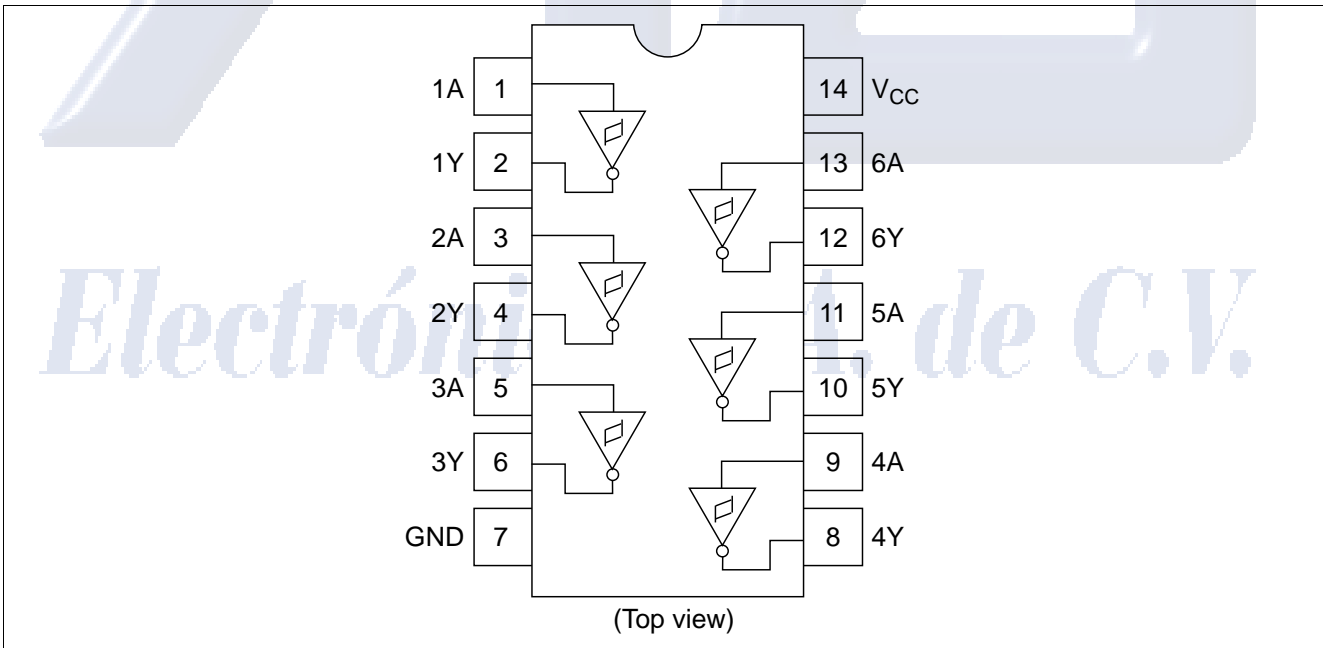 1A 1 14 VCC
1Y 2 13 6A
2A 3 12 6Y
2Y 4 11 5A
3A 5 10 5Y
3Y 6 9 4A
GND 7 8 4Y
(Top view)
Electróni A. de C.V.